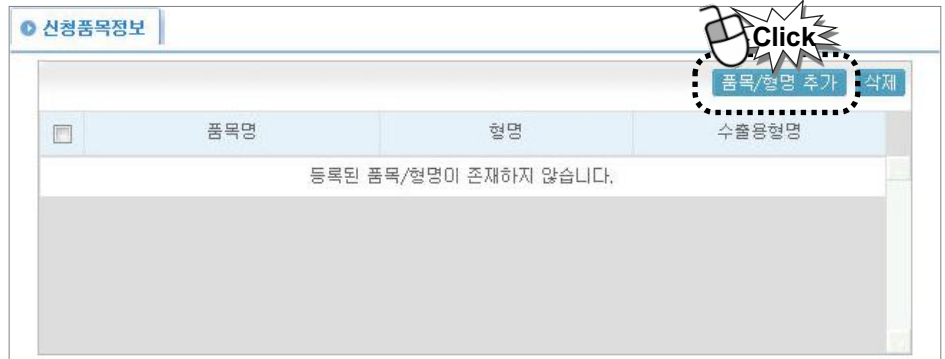 신청품목정보
Click
품목/형명 추가 삭제
품목명 형명 수출용형명
등록된 품목/형명이 존재하지 않습니다.